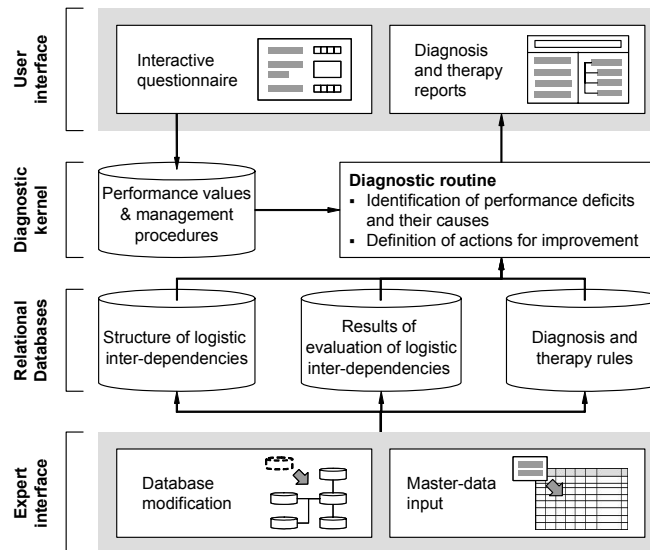 User
interface
Interactive
questionnaire
Diagnosis
and therapy
reports
Diagnostic
kernel
Performance values
& management
procedures
Diagnostic routine
▪ Identification of performance deficits
and their causes
▪ Definition of actions for improvement
Relational
Databases
Structure of logistic
inter-dependencies
Results of
evaluation of logistic
inter-dependencies
Diagnosis and
therapy rules
Expert
interface
Database
modification
Master-data
input